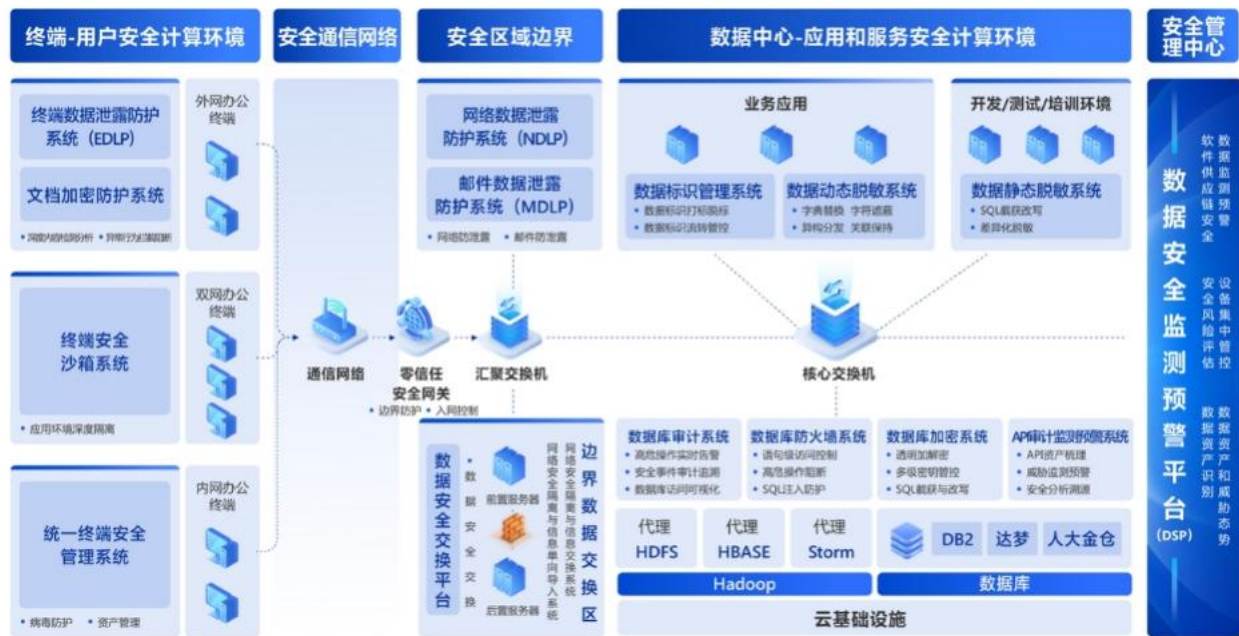 终端-用户安全计算环境
安全通信网络
安全区域边界
数据中心-应用和服务安全计算环境
安全管
理中心
终端数据泄露防护
系统（EDLP）
文档加密防护系统
• 深度内容检测分析
外网办公
终端
终端安全
沙箱系统
• 应用环境深度隔离
双网办公
终端
统一终端安全
管理系统
• 病毒防护 • 资产管理
内网办公
终端
通信网络
网络数据泄露
防护系统（NDLP）
邮件数据泄露
防护系统（MDLP）
• 网络防泄露 • 邮件防泄露
零信任
安全网关
• 边界防护 • 入网控制
汇聚交换机
数据安全交换平台
• 数据安全交换
前置服务器
后置服务器
网络安全隔离与信息单向导入系统
网络安全隔离与信息交换系统
边界数据交换区
业务应用
数据标识管理系统
• 数据标识打标脱标
• 数据标识流转管控
数据动态脱敏系统
• 字典替换 字符遮蔽
• 异构分发 关联保持
开发/测试/培训环境
数据静态脱敏系统
• SQL截获改写
• 差异化脱敏
核心交换机
数据库审计系统
• 高危操作实时告警
• 安全事件审计追溯
• 数据库访问可视化
数据库防火墙系统
• 语句级访问控制
• 高危操作阻断
• SQL注入防护
数据库加密系统
• 透明加解密
• 多级密钥管控
• SQL截获与改写
API审计监测预警系统
• API资产梳理
• 威胁监测预警
• 安全分析溯源
代理
HDFS
代理
HBASE
代理
Storm
DB2
达梦
人大金仓
Hadoop
数据库
云基础设施
数据安全监测预警平台
(DSP)
数据监测预警
软件供应链安全
设备集中管控
安全风险评估
数据资产和威胁态势
数据资产识别